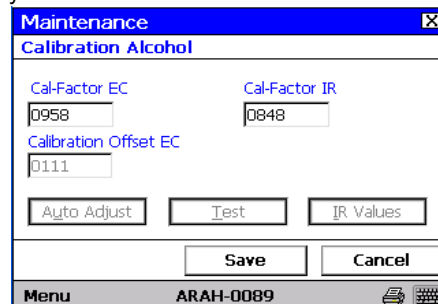 Maintenance X
Calibration Alcohol
Cal-Factor EC Cal-Factor IR
0958 0848
Calibration Offset EC
0111
Auto Adjust Test IR Values
Save Cancel
Menu ARAH-0089